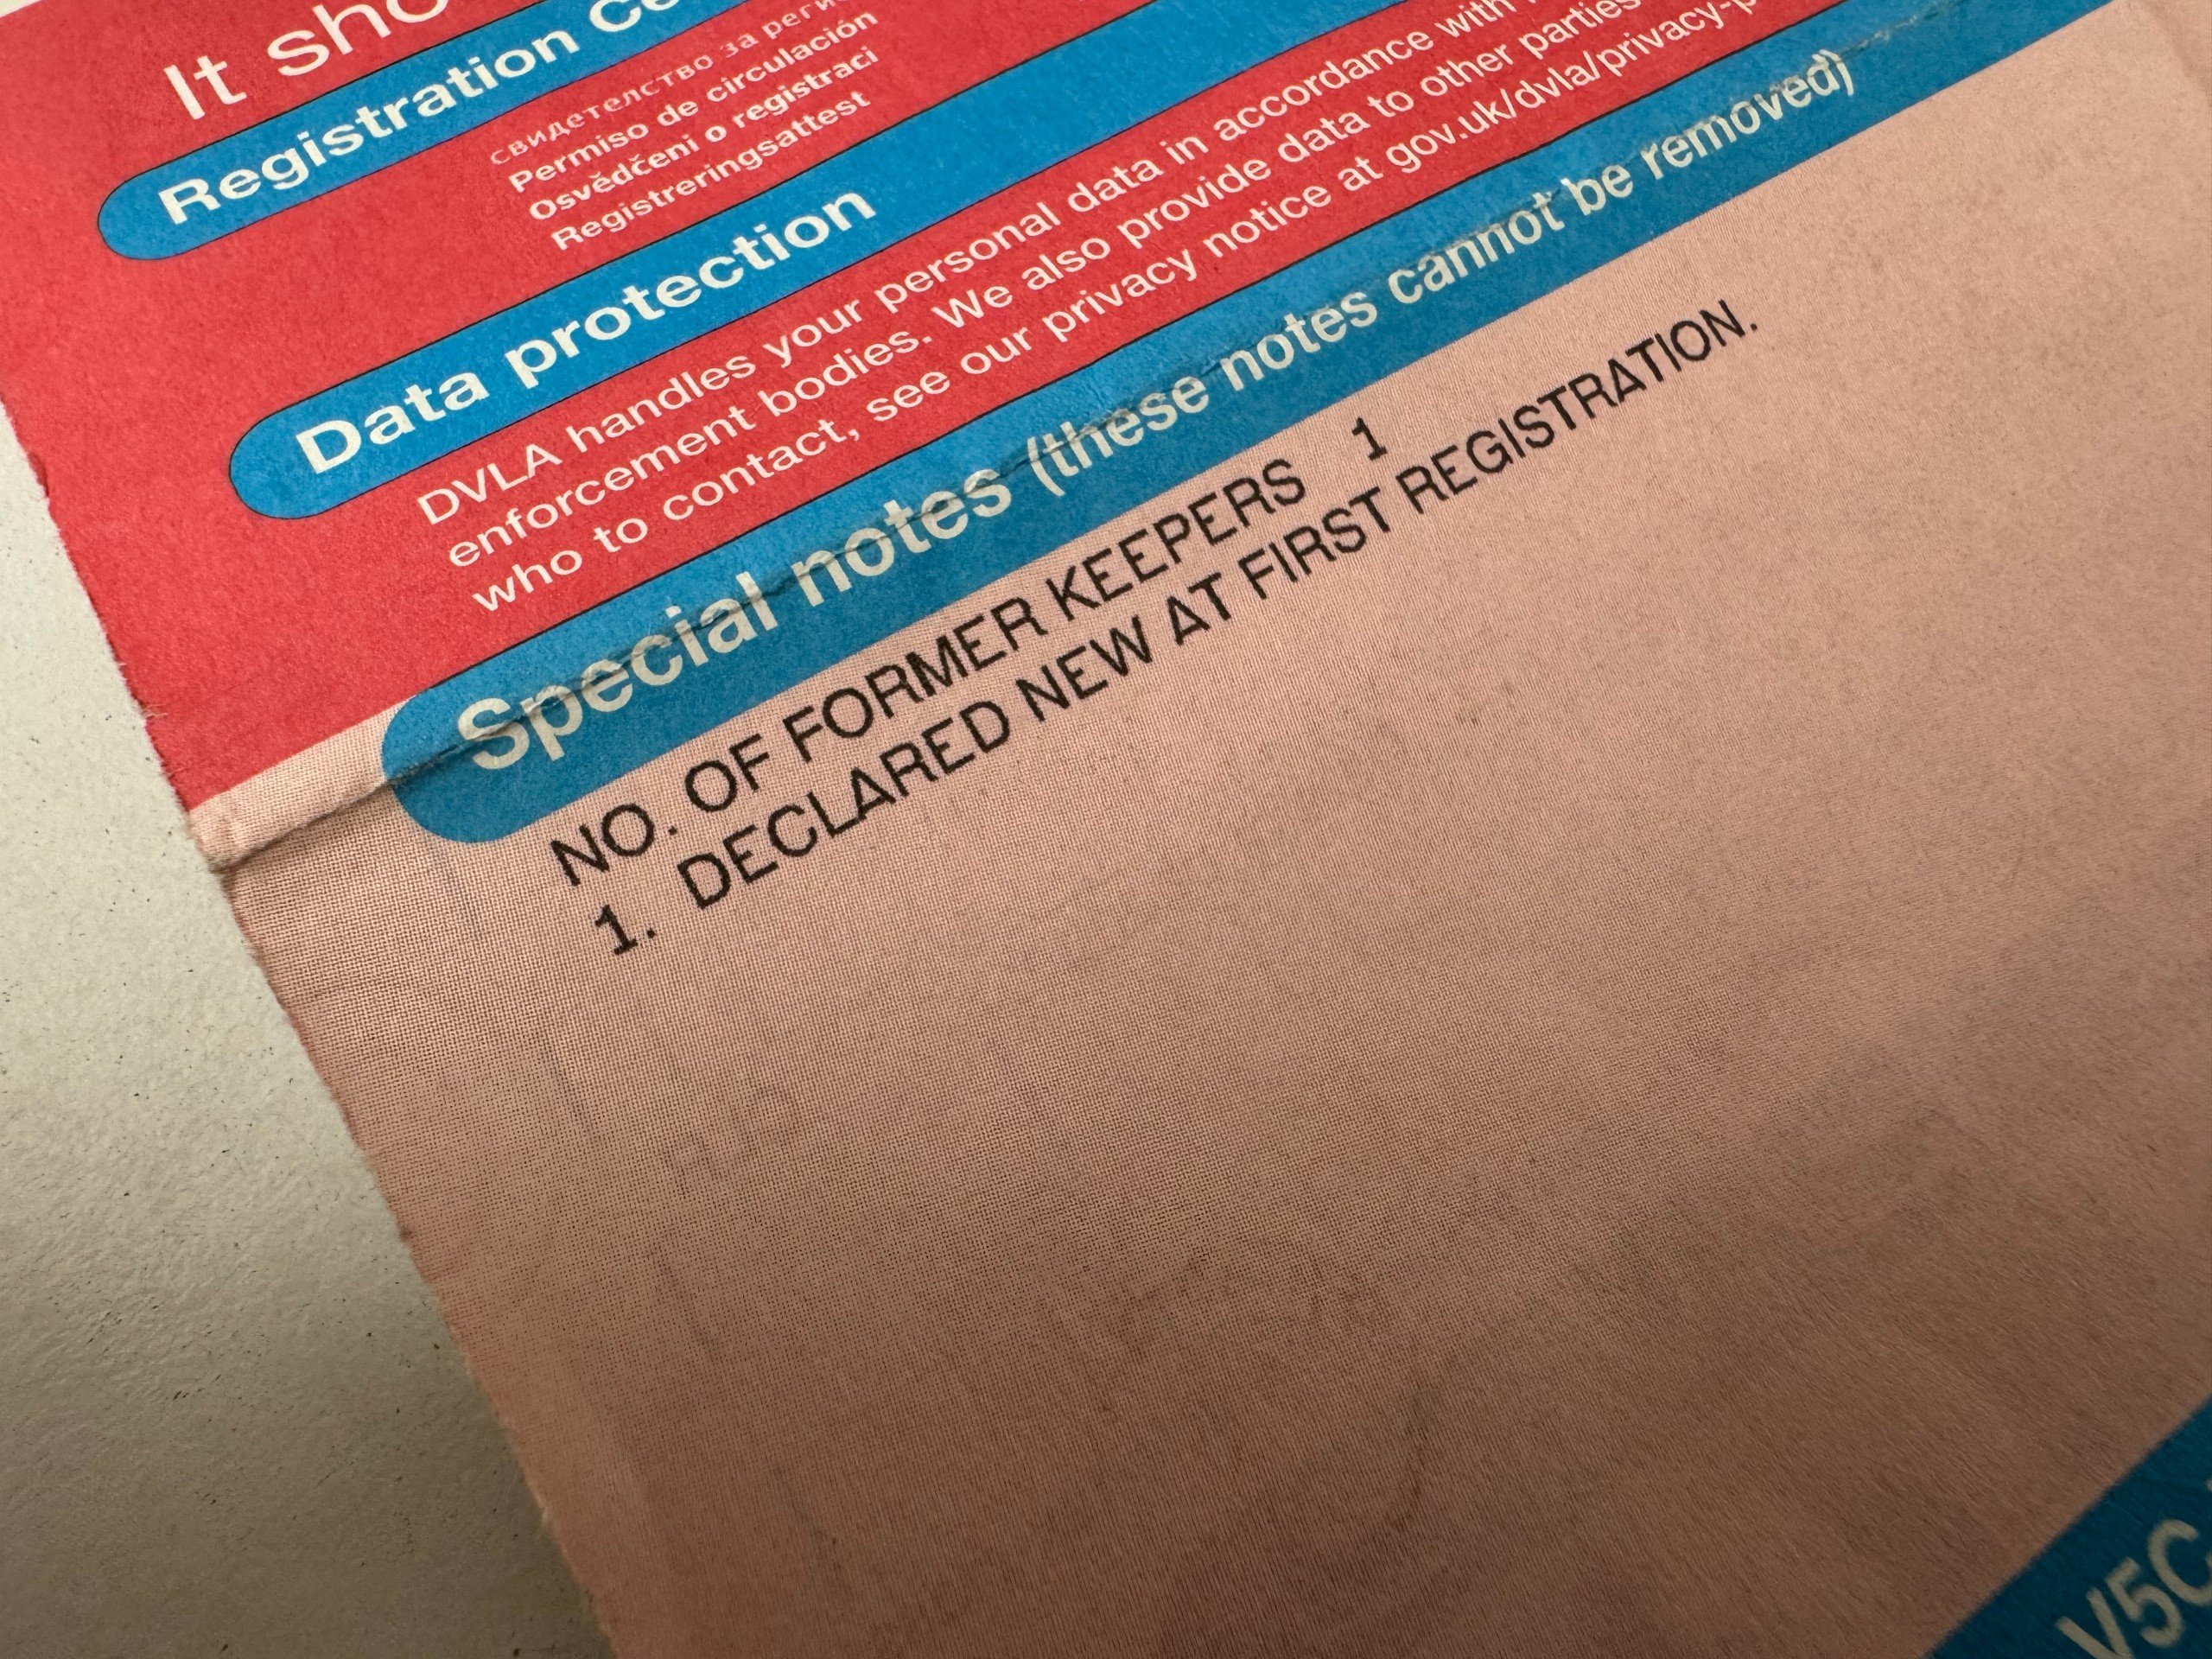 It sho
Registration Ce
свидетелство за реги
Permiso de circulación
Osvědčeni o registraci
Registreringsattest
Data protection
DVLA handles your personal data in accordance with
enforcement bodies. We also provide data to other parties
who to contact, see our privacy notice at gov.uk/dvla/privacy-p
Special notes (these notes cannot be removed)
NO. OF FORMER KEEPERS 1
1. DECLARED NEW AT FIRST REGISTRATION.
V5C